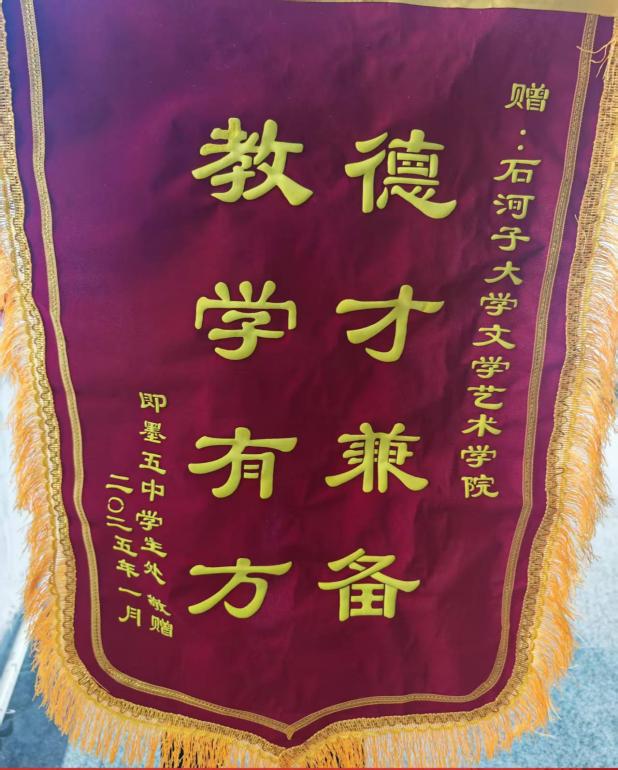 赠：石河子大学文学艺术学院
德才兼备
教学有方
即墨五中学生处 敬赠
二〇二五年一月